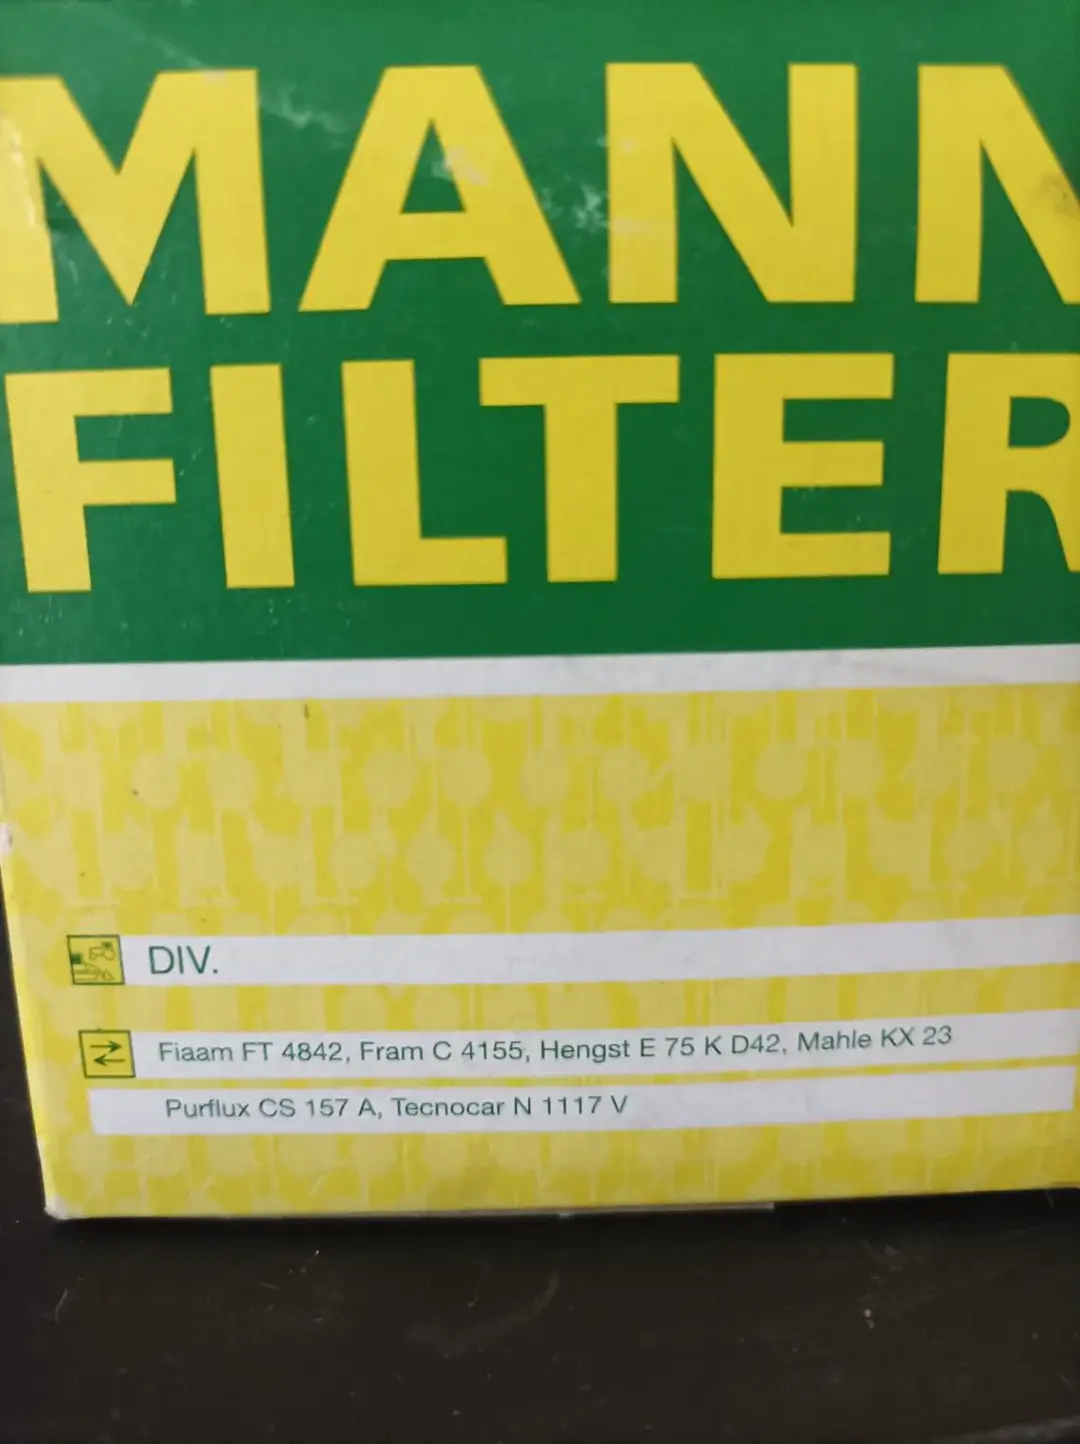 MANN
FILTER
DIV.
Fiaam FT 4842, Fram C 4155, Hengst E 75 K D42, Mahle KX 23
Purflux CS 157 A, Tecnocar N 1117 V